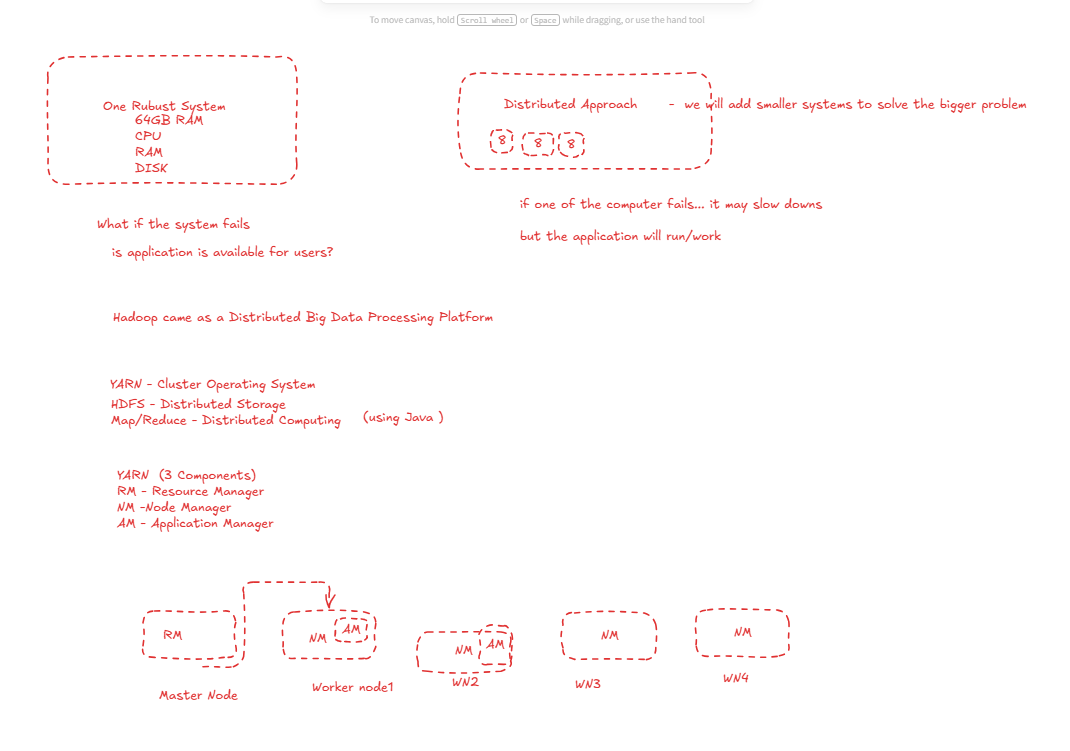 To move canvas, hold Scroll wheel or Space while dragging, or use the hand tool
One Rubust System
64GB RAM
CPU
RAM
DISK
Distributed Approach - we will add smaller systems to solve the bigger problem
8 8 8
What if the system fails
is application is available for users?
if one of the computer fails... it may slow downs
but the application will run/work
Hadoop came as a Distributed Big Data Processing Platform
YARN - Cluster Operating System
HDFS - Distributed Storage
Map/Reduce - Distributed Computing (using Java )
YARN (3 Components)
RM - Resource Manager
NM -Node Manager
AM - Application Manager
RM
NM AM
NM AM
NM
NM
Master Node
Worker node1
WN2
WN3
WN4